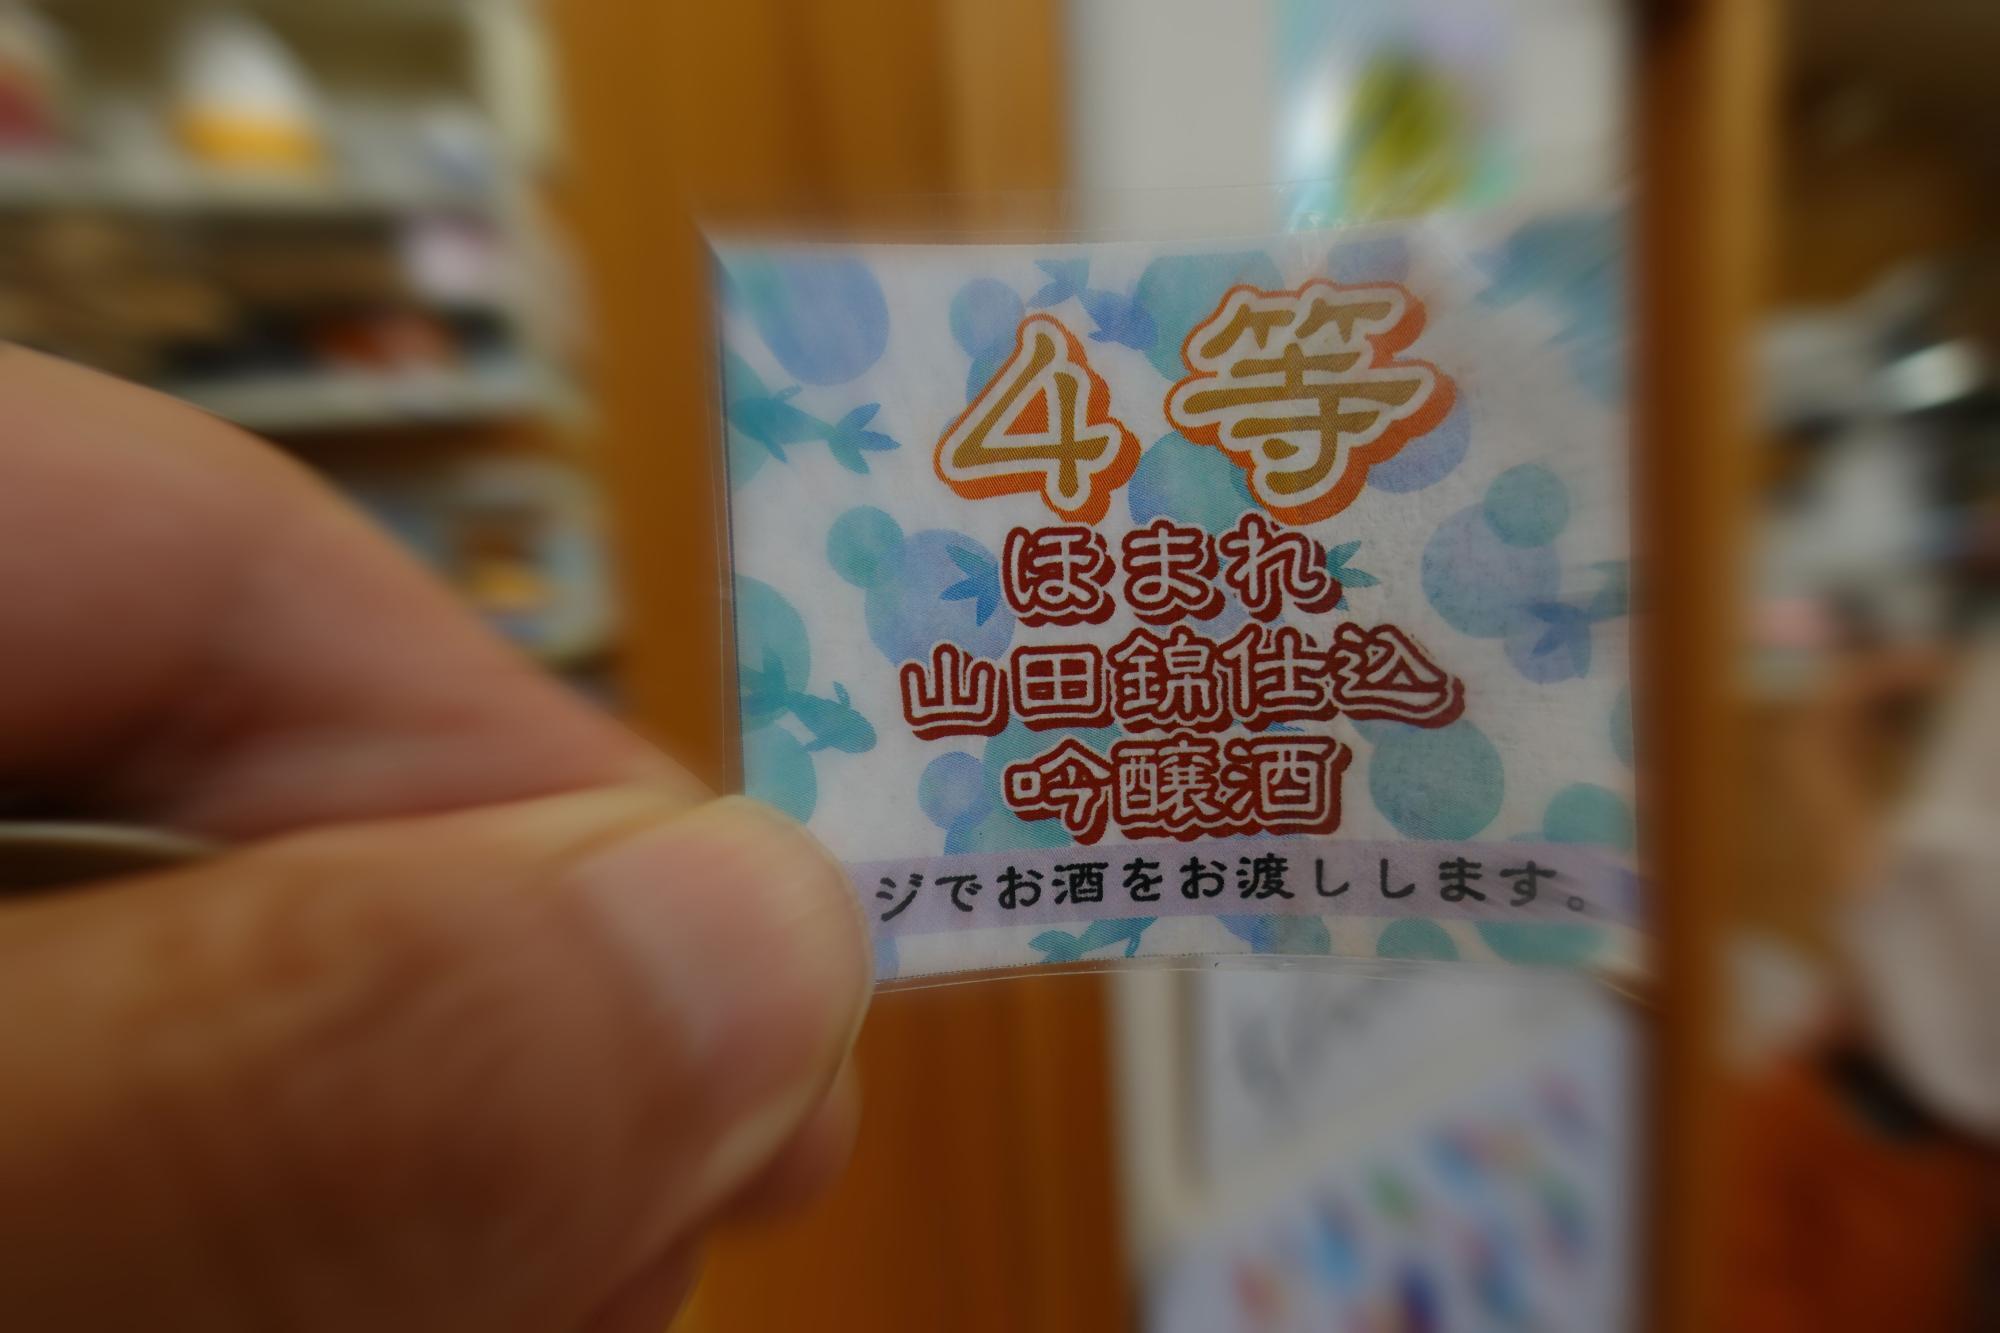 4等
ほまれ
山田錦仕込
吟醸酒
ジでお酒をお渡しします。